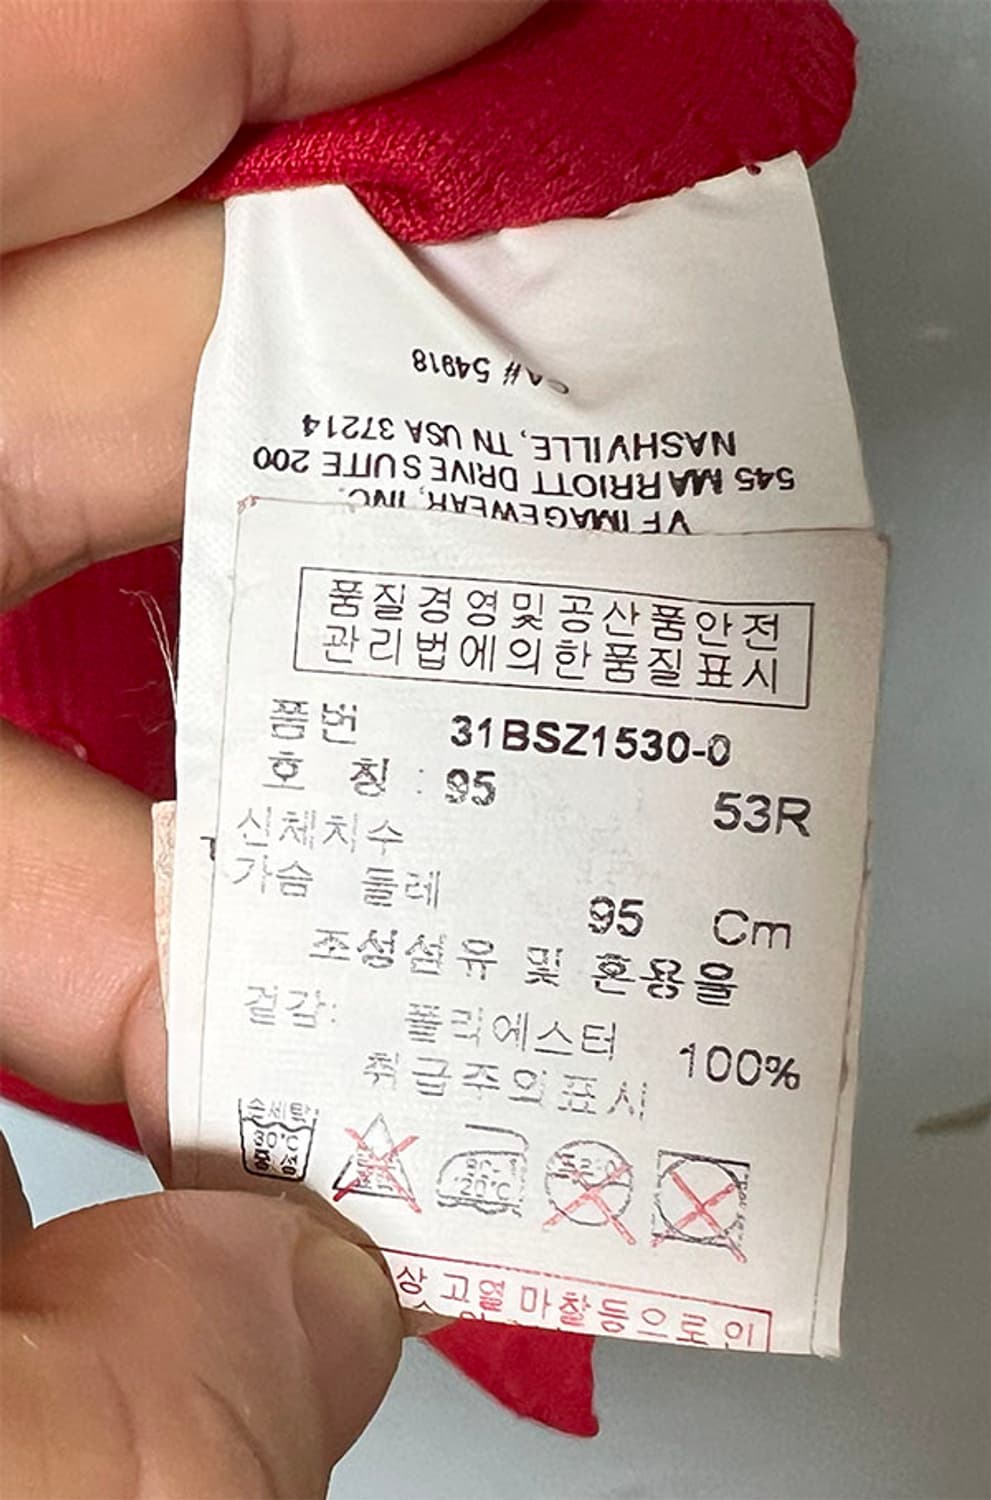 CA# 54918
NASHVILLE, TN USA 37214
545 MARRIOTT DRIVE SUITE 200
VF IMAGEWEAR, INC.
품질경영및공산품안전
관리법에의한품질표시
품번 31BSZ1530-0
호 칭 : 95 53R
신체치수
가슴 둘레 95 Cm
조성섬유 및 혼용율
겉감: 폴리에스터 100%
취급주의표시
손세탁
30°C
상 고열 마찰등으로 인